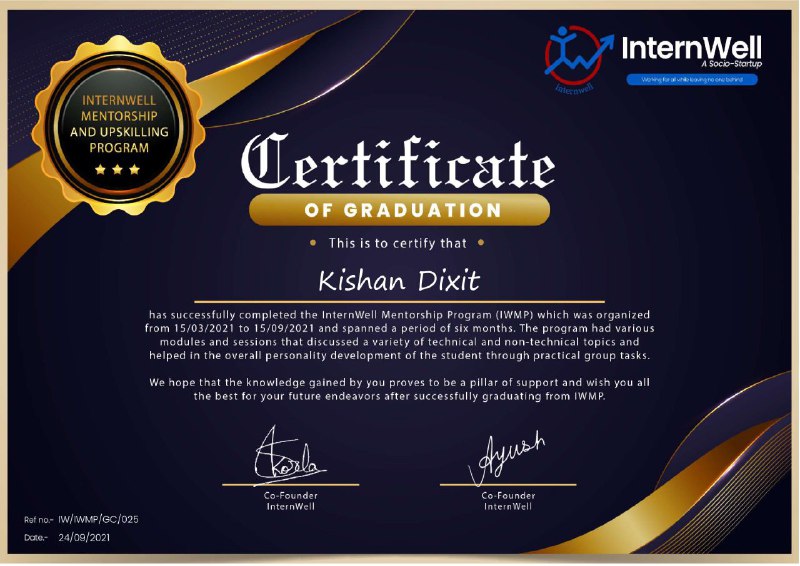 INTERNWELL
MENTORSHIP
AND UPSKILLING
PROGRAM
InternWell
A Socio-Startup
Working for all while leaving no one behind
Internwell
Certificate
OF GRADUATION
This is to certify that
Kishan Dixit
has successfully completed the InternWell Mentorship Program (IWMP) which was organized
from 15/03/2021 to 15/09/2021 and spanned a period of six months. The program had various
modules and sessions that discussed a variety of technical and non-technical topics and
helped in the overall personality development of the student through practical group tasks.
We hope that the knowledge gained by you proves to be a pillar of support and wish you all
the best for your future endeavors after successfully graduating from IWMP.
Ayush
Co-Founder
InternWell
Co-Founder
InternWell
Ref no.- IW/IWMP/GC/025
Date.- 24/09/2021